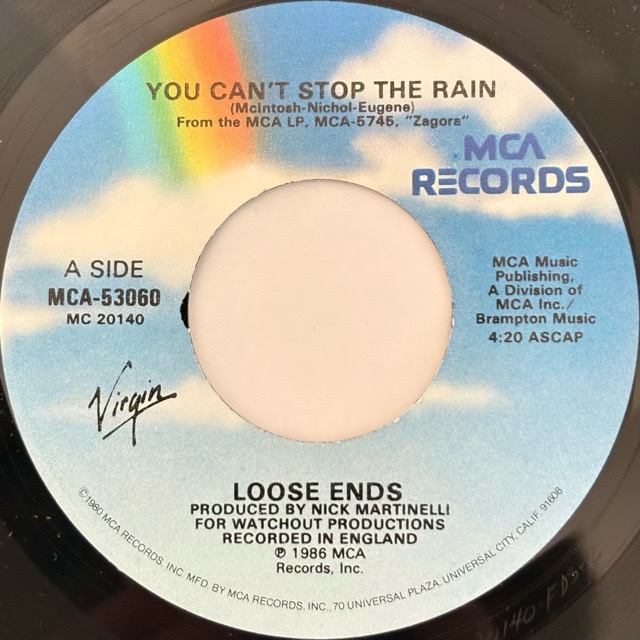 YOU CAN'T STOP THE RAIN
(McIntosh-Nichol-Eugene)
From the MCA LP, MCA-5745, "Zagora"
MCA
RECORDS
A SIDE
MCA-53060
MC 20140
MCA Music
Publishing,
A Division of
MCA Inc./
Brampton Music
4:20 ASCAP
Virgin
LOOSE ENDS
PRODUCED BY NICK MARTINELLI
FOR WATCHOUT PRODUCTIONS
RECORDED IN ENGLAND
℗ 1986 MCA
Records, Inc.
©1980 MCA RECORDS, INC. MFD. BY MCA RECORDS, INC., 70 UNIVERSAL PLAZA, UNIVERSAL CITY, CALIF. 91608